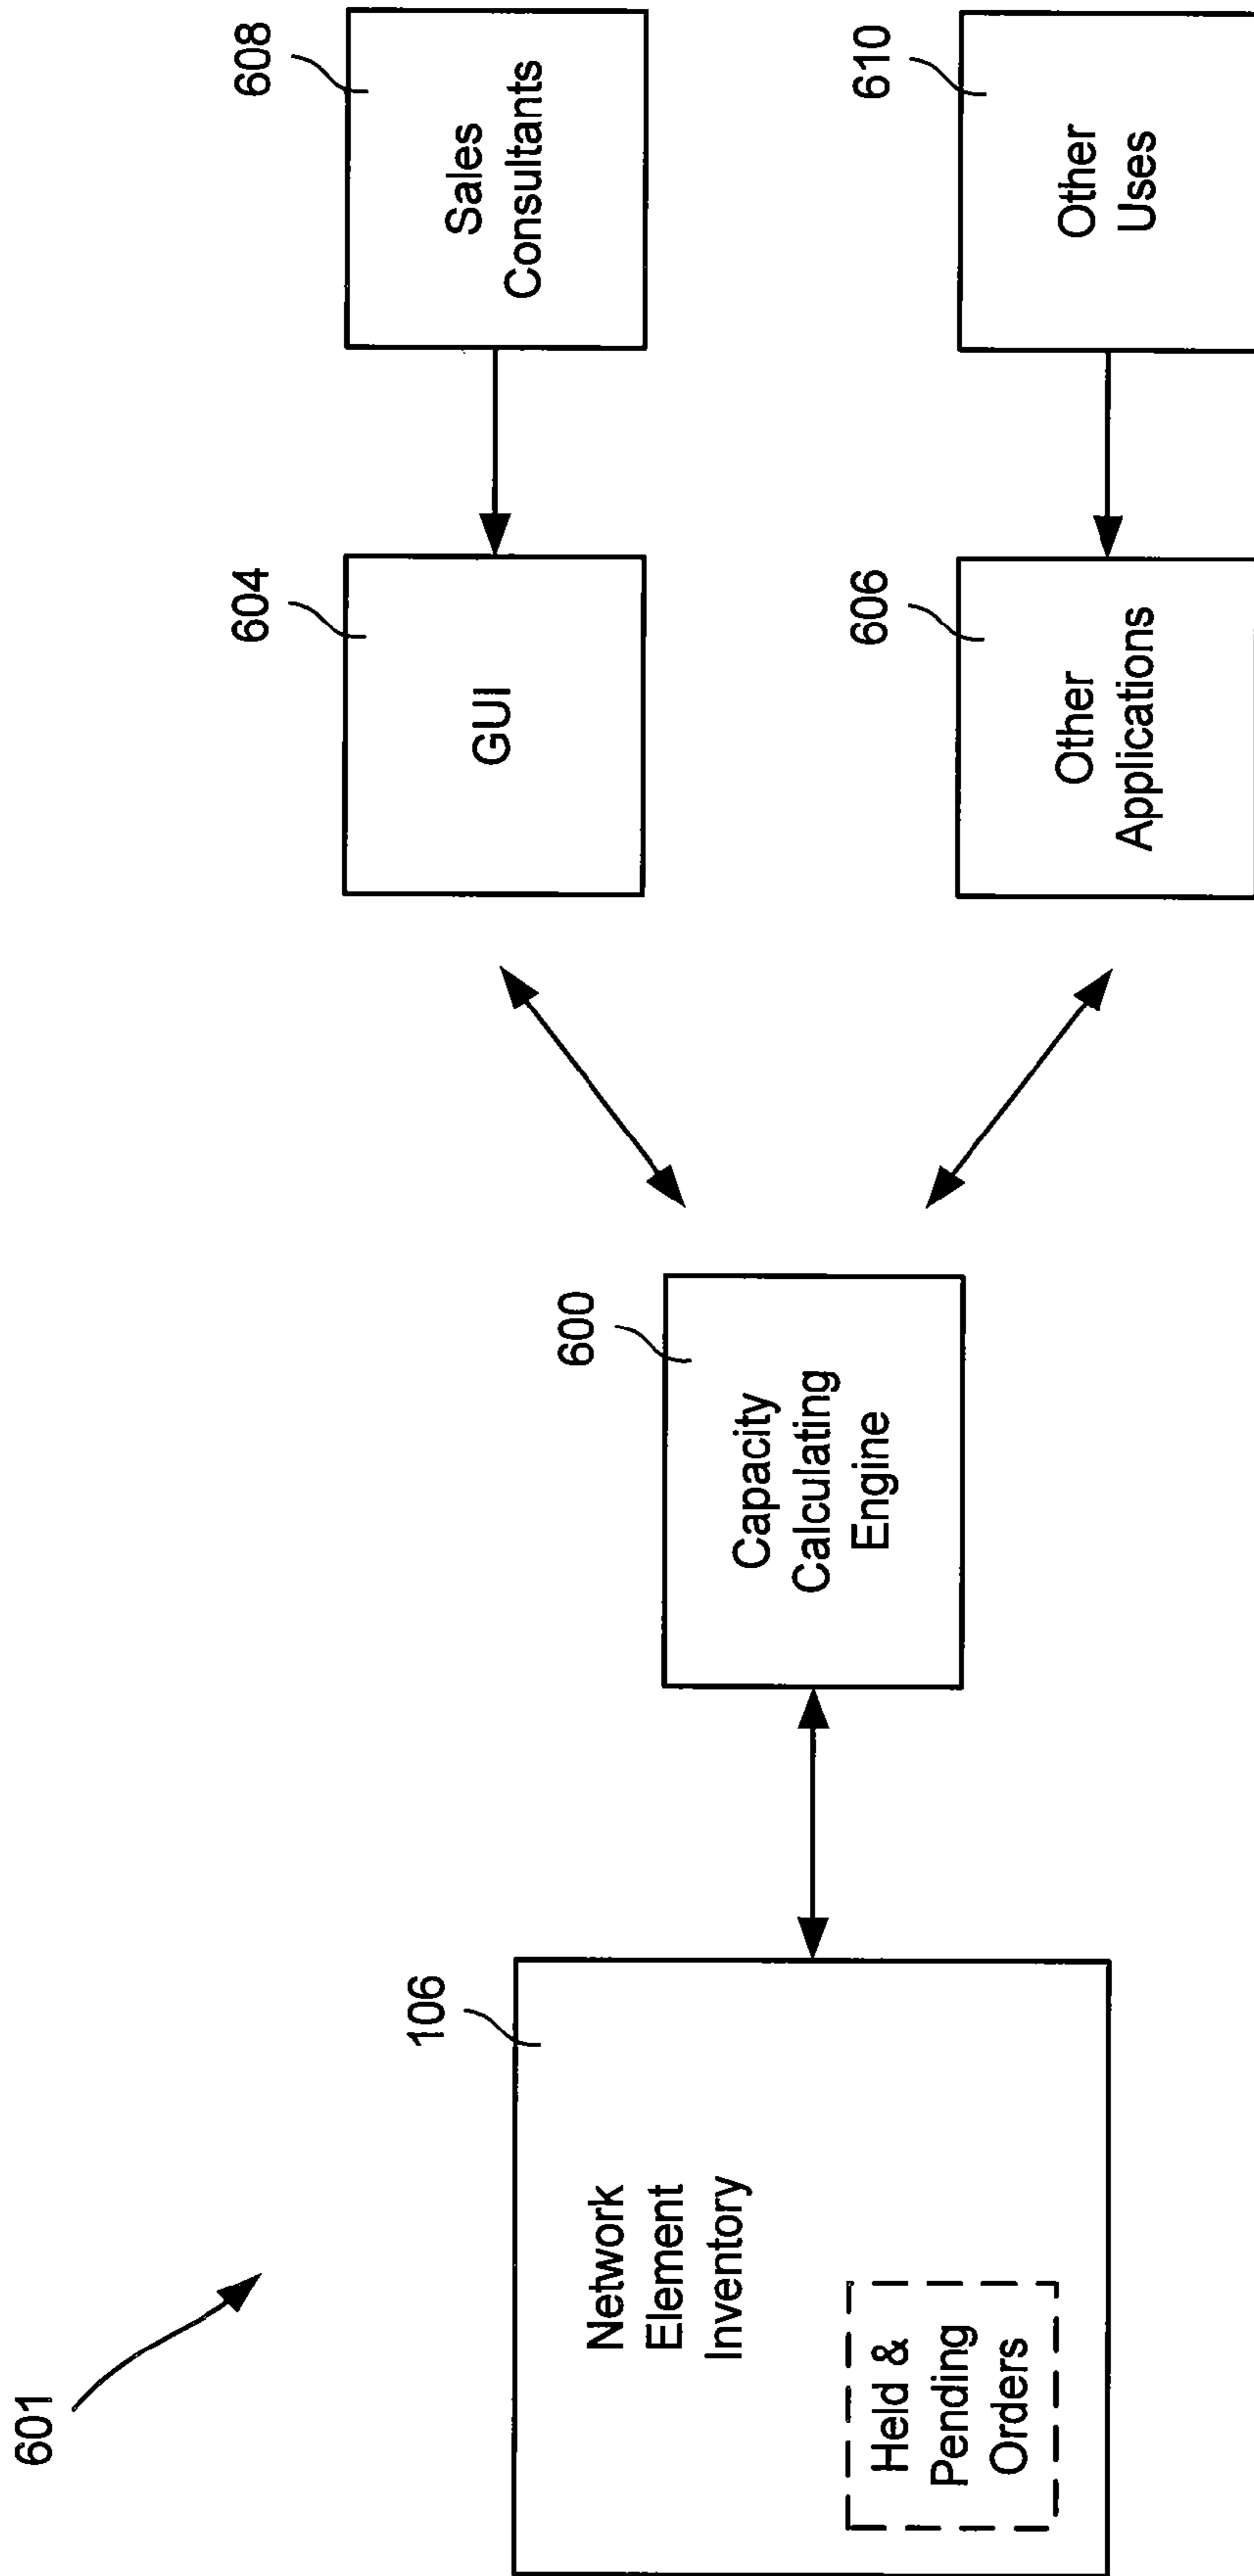 601
106
Network
Element
Inventory
Held &
Pending
Orders
600
Capacity
Calculating
Engine
604
GUI
608
Sales
Consultants
606
Other
Applications
610
Other
Uses